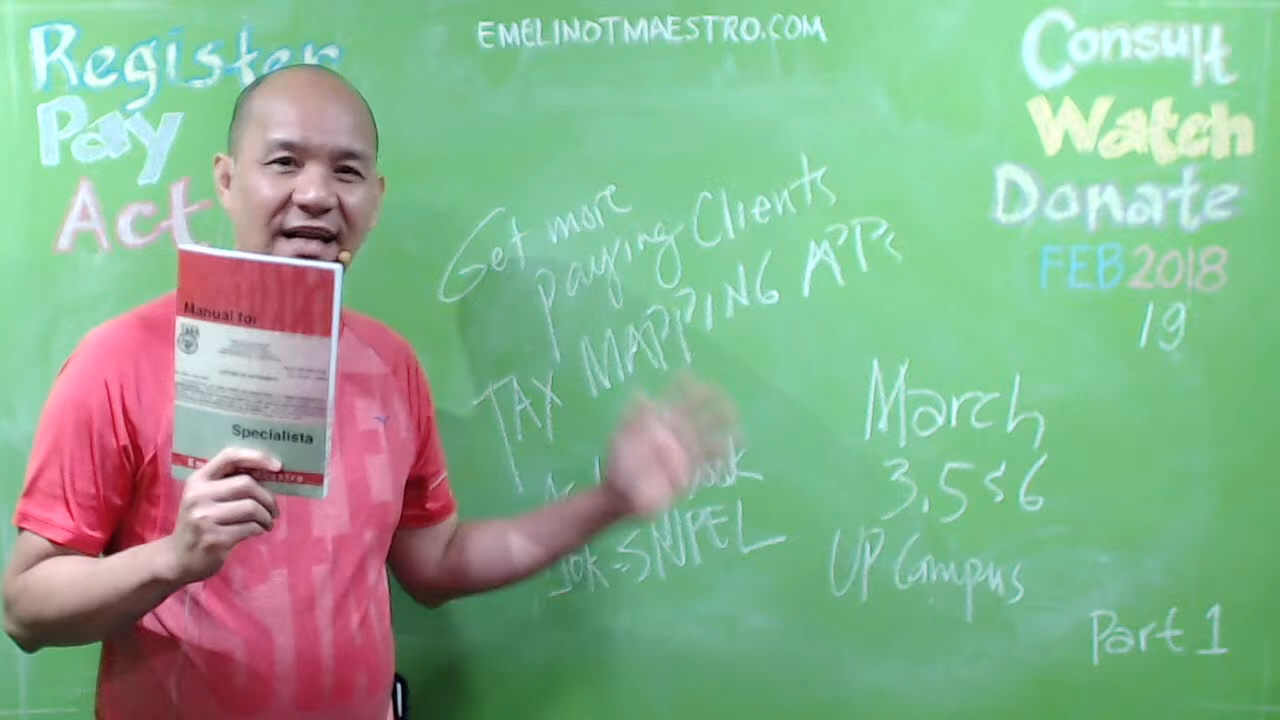 EMELINOTMAESTRO.COM
Register
Pay
Act
Consult
Watch
Donate
FEB 2018
19
Get more
paying Clients
TAX MAPPING
SNIPEL
March
3,5 & 6
UP Campus
Part 1
Manual for
Specialista